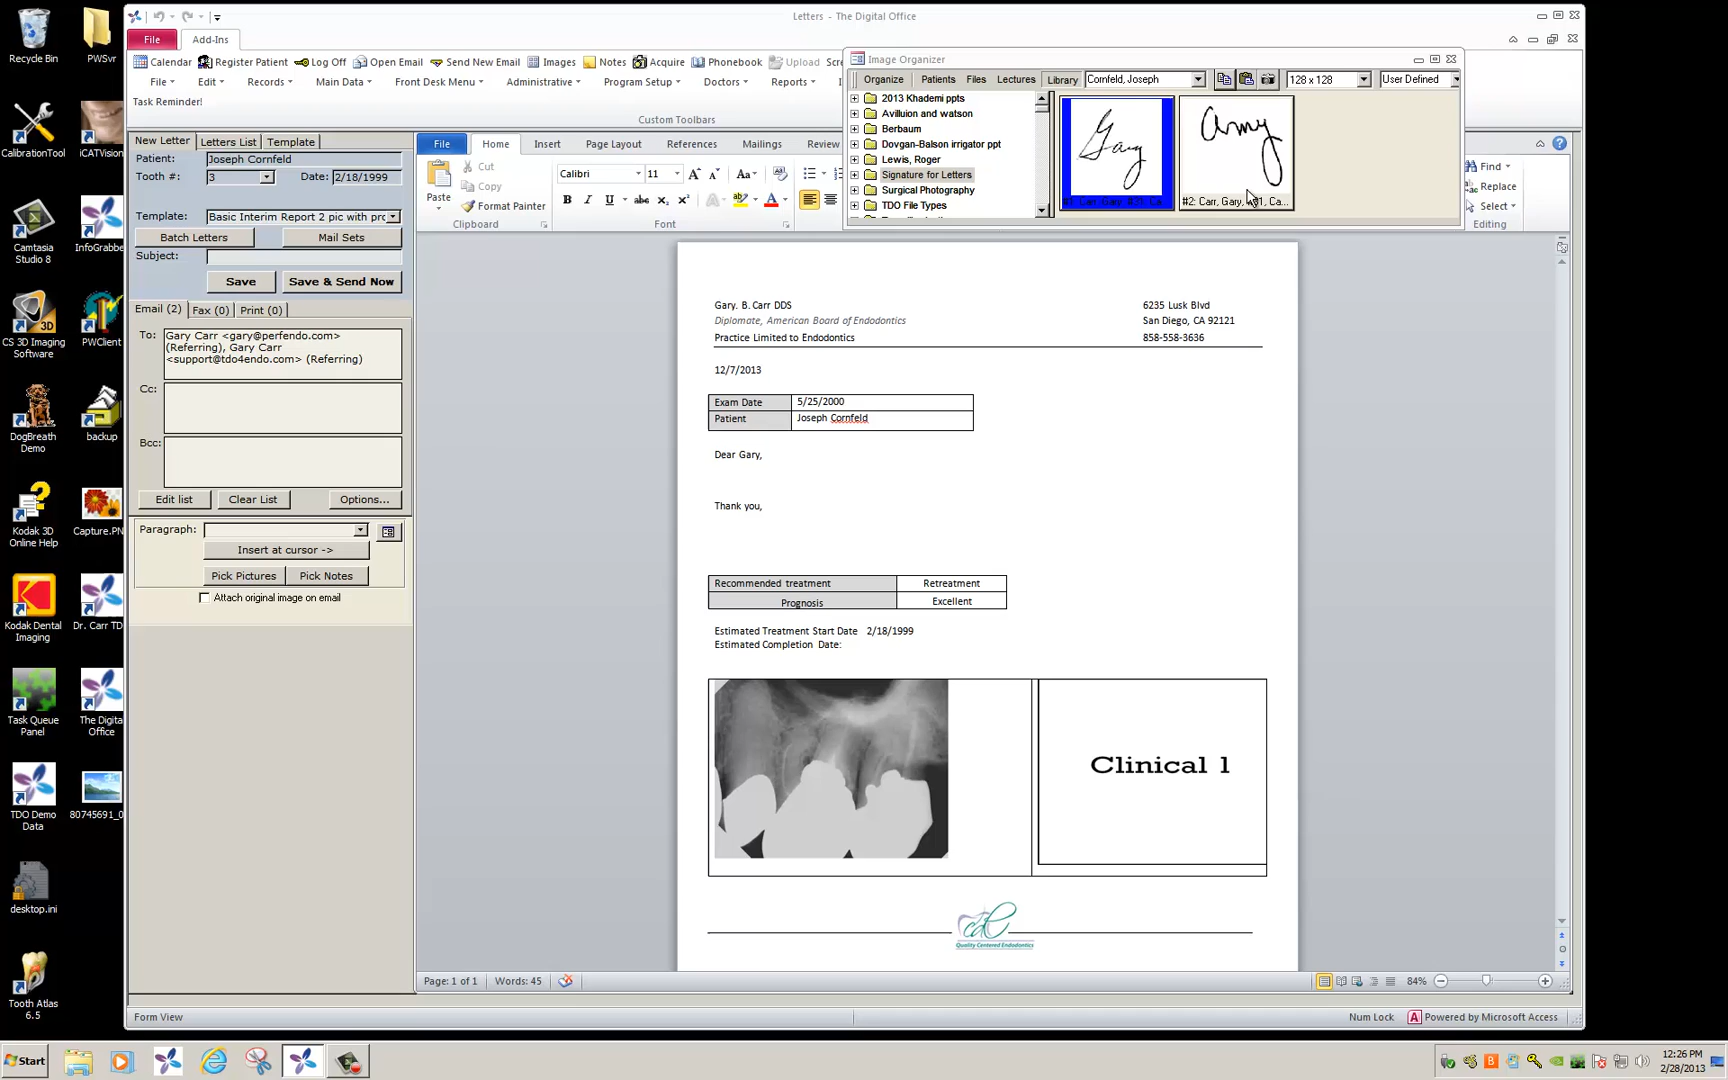 Letters - The Digital Office
File
Add-Ins
Calendar
Register Patient
Log Off
Open Email
Send New Email
Images
Notes
Acquire
Phonebook
Upload
File
Edit
Records
Main Data
Front Desk Menu
Administrative
Program Setup
Doctors
Reports
Task Reminder!
Custom Toolbars
Image Organizer
Organize
Patients
Files
Lectures
Library
Cornfeld, Joseph
128 x 128
User Defined
2013 Khademi ppts
Avilluion and watson
Berbaum
Dovgan-Balson irrigator ppt
Lewis, Roger
Signature for Letters
Surgical Photography
TDO File Types
Gary
Amy
#1: Carr, Gary, #31, Ca...
New Letter
Letters List
Template
Patient:
Joseph Cornfeld
Tooth #:
3
Date:
2/18/1999
Template:
Basic Interim Report 2 pic with prc
Batch Letters
Mail Sets
Subject:
Save
Save & Send Now
Email (2)
Fax (0)
Print (0)
To:
Gary Carr <gary@perfendo.com>
(Referring), Gary Carr
<support@tdo4endo.com> (Referring)
Cc:
Bcc:
Edit list
Clear List
Options...
Paragraph:
Insert at cursor ->
Pick Pictures
Pick Notes
Attach original image on email
File
Home
Insert
Page Layout
References
Mailings
Review
Paste
Cut
Copy
Format Painter
Clipboard
Calibri
11
Font
Find
Replace
Select
Editing
Gary. B. Carr DDS
Diplomate, American Board of Endodontics
Practice Limited to Endodontics
6235 Lusk Blvd
San Diego, CA 92121
858-558-3636
12/7/2013
Exam Date
5/25/2000
Patient
Joseph Cornfeld
Dear Gary,
Thank you,
Recommended treatment
Retreatment
Prognosis
Excellent
Estimated Treatment Start Date 2/18/1999
Estimated Completion Date:
Clinical 1
Quality Centered Endodontics
Page: 1 of 1
Words: 45
84%
Form View
Num Lock
Powered by Microsoft Access
Recycle Bin
PWSvr
CalibrationTool
iCATVision
Camtasia
Studio 8
InfoGrabbe
CS 3D Imaging
Software
PWClient
DogBreath
Demo
backup
Kodak 3D
Online Help
Capture.PN
Kodak Dental
Imaging
Dr. Carr TD
Task Queue
Panel
The Digital
Office
TDO Demo
Data
80745691_0
desktop.ini
Tooth Atlas
6.5
Start
12:26 PM
2/28/2013